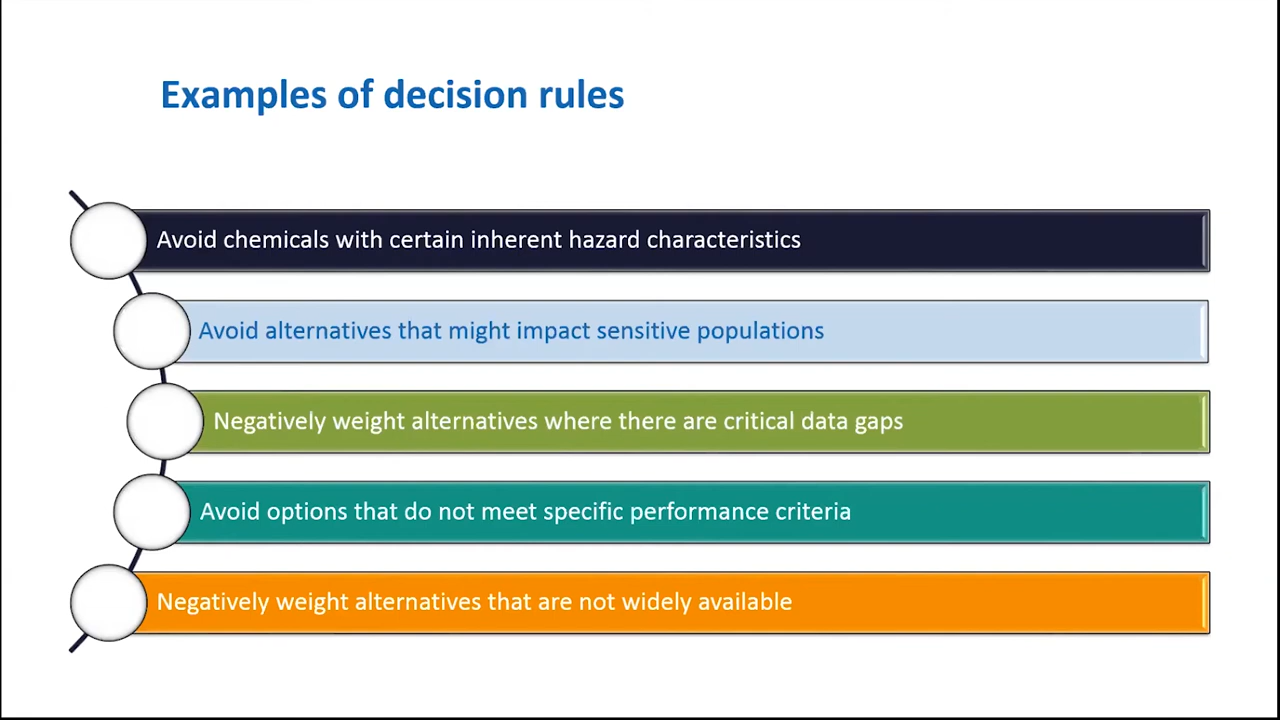 Examples of decision rules
Avoid chemicals with certain inherent hazard characteristics
Avoid alternatives that might impact sensitive populations
Negatively weight alternatives where there are critical data gaps
Avoid options that do not meet specific performance criteria
Negatively weight alternatives that are not widely available